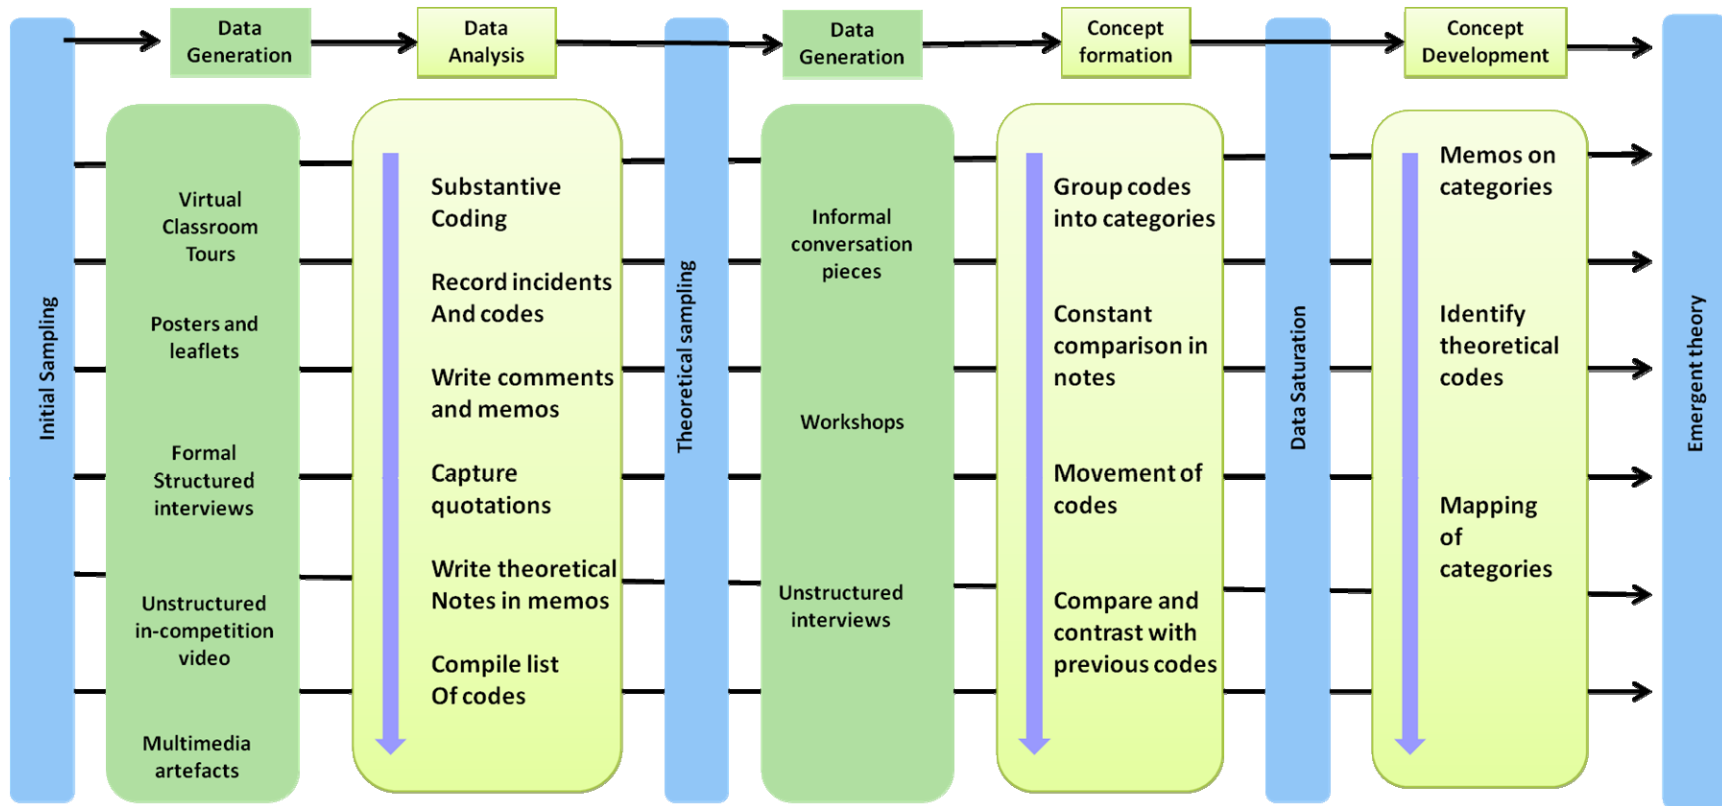 Initial Sampling
Data
Generation
Virtual
Classroom
Tours
Posters and
leaflets
Formal
Structured
interviews
Unstructured
in-competition
video
Multimedia
artefacts
Data
Analysis
Substantive
Coding
Record incidents
And codes
Write comments
and memos
Capture
quotations
Write theoretical
Notes in memos
Compile list
Of codes
Theoretical sampling
Data
Generation
Informal
conversation
pieces
Workshops
Unstructured
interviews
Concept
formation
Group codes
into categories
Constant
comparison in
notes
Movement of
codes
Compare and
contrast with
previous codes
Data Saturation
Concept
Development
Memos on
categories
Identify
theoretical
codes
Mapping
of
categories
Emergent theory